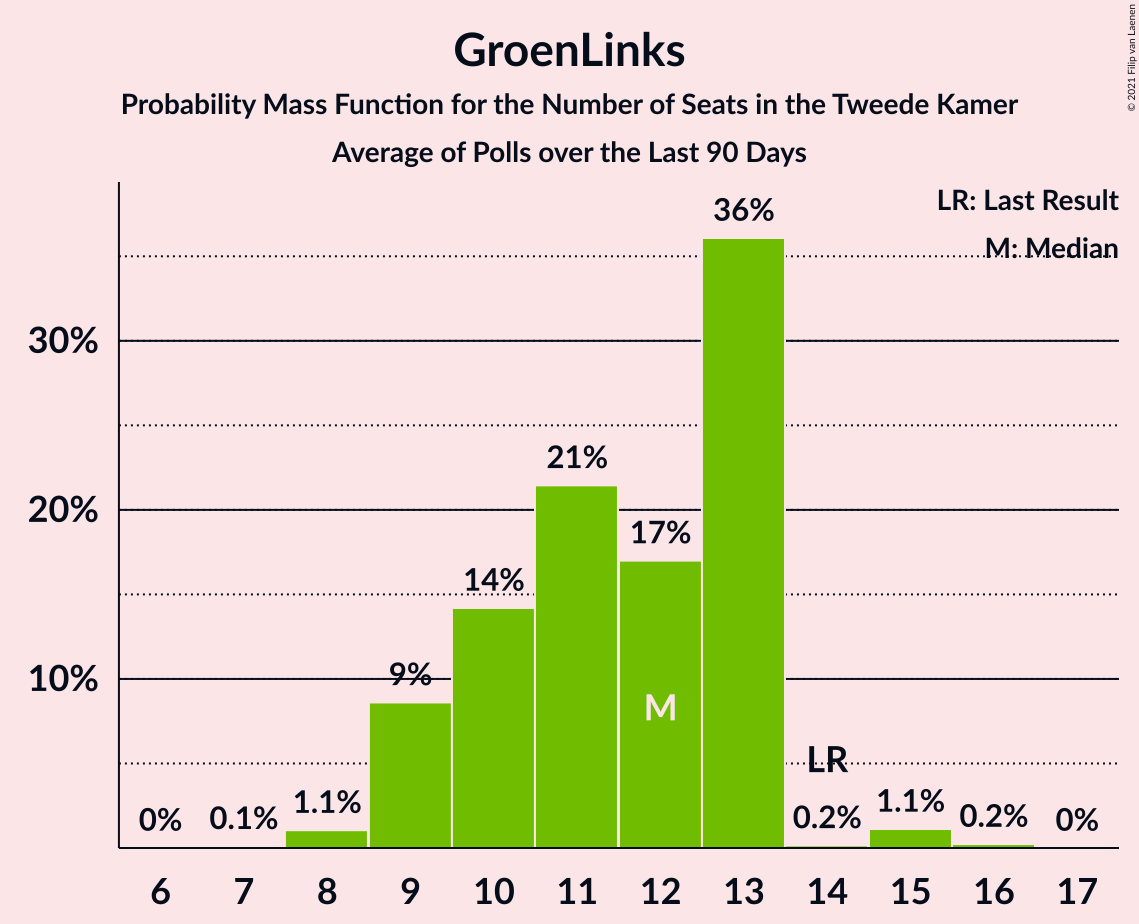 GroenLinks
Probability Mass Function for the Number of Seats in the Tweede Kamer
Average of Polls over the Last 90 Days
© 2021 Filip van Laenen
LR: Last Result
M: Median
36%
30%
21%
20%
17%
14%
10%
9%
M
LR
0%
0.1%
1.1%
0.2%
1.1%
0.2%
0%
6 7 8 9 10 11 12 13 14 15 16 17